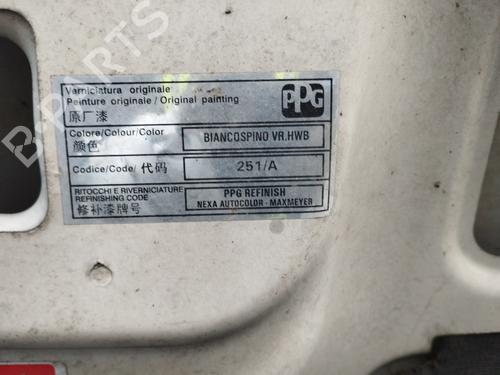 B-PARTS
Verniciatura originale
Peinture originale / Original painting
原厂漆
PPG
Colore/Colour/Color
颜色
BIANCOSPINO VR.HWB
Codice/Code/代码
251/A
RITOCCHI E RIVERNICIATURE
REFINISHING CODE
修补漆牌号
PPG REFINISH
NEXA AUTOCOLOR - MAXMEYER